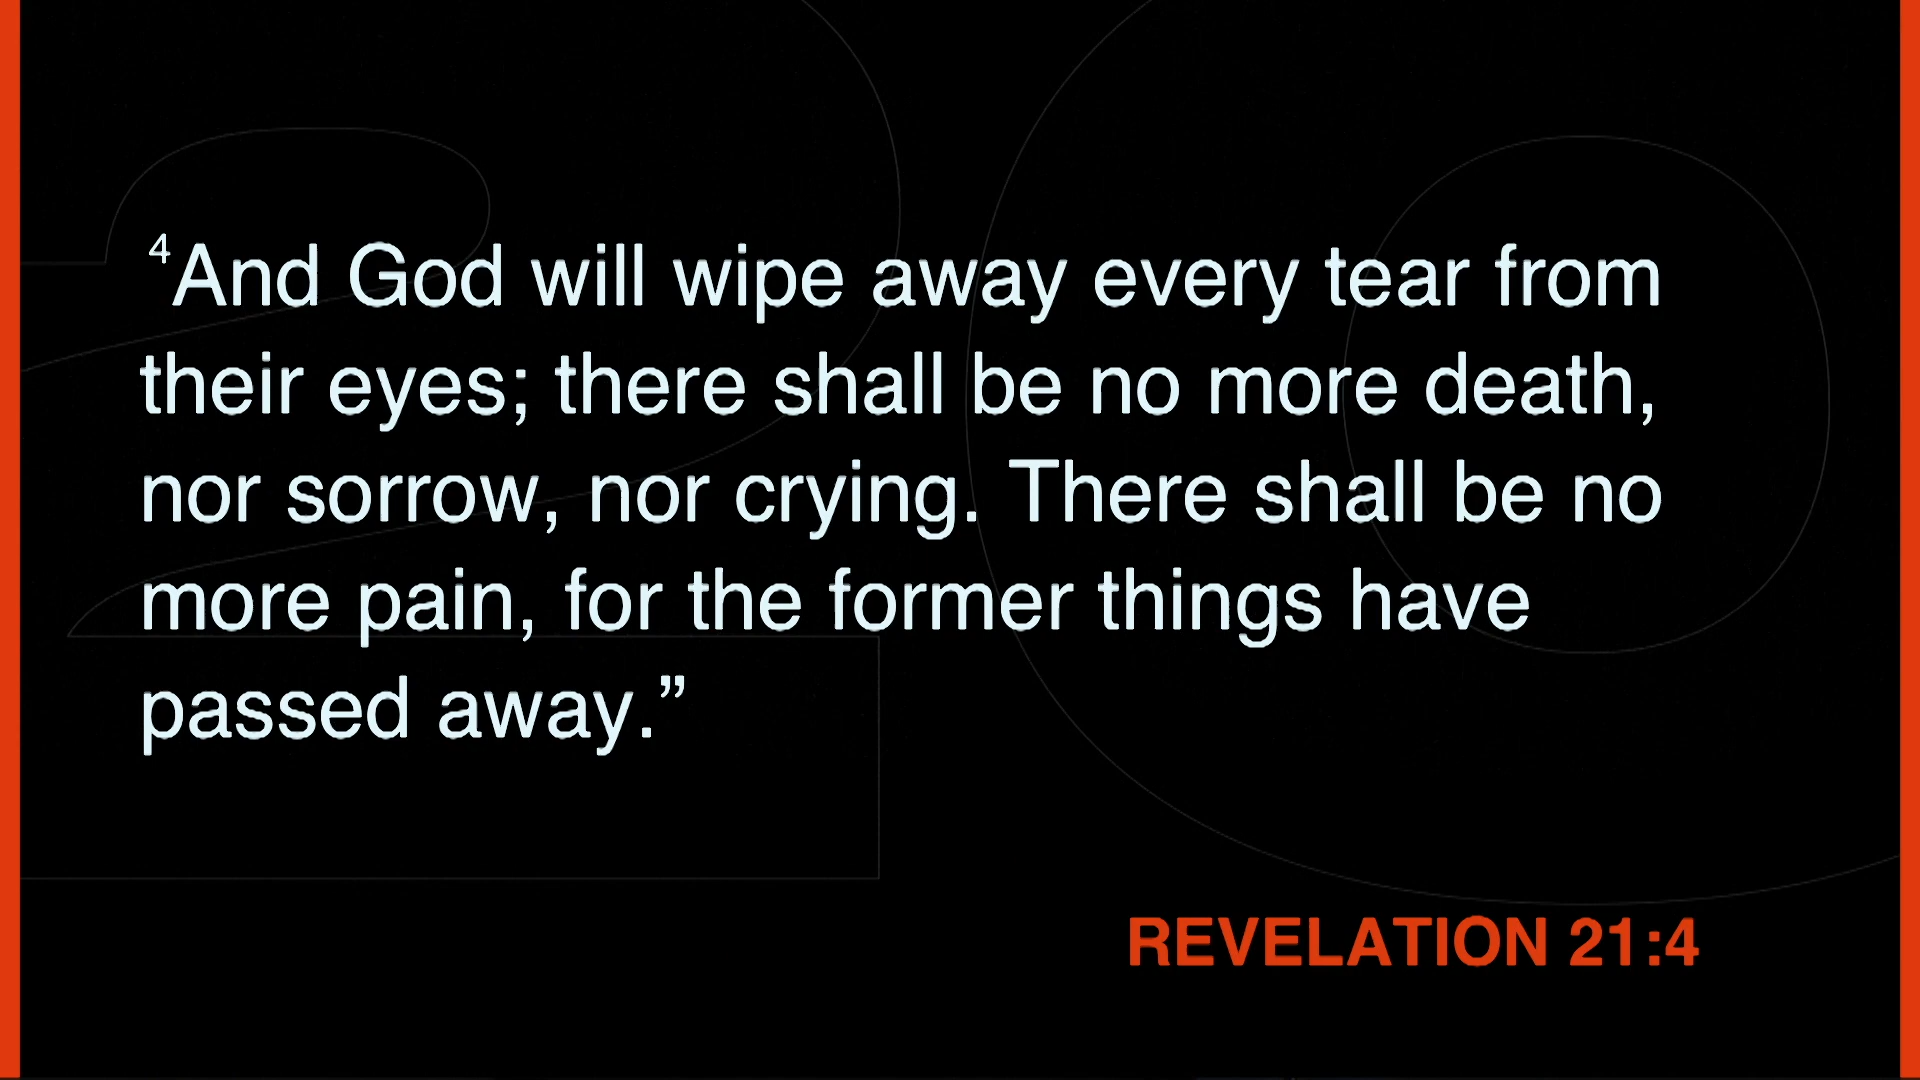 ⁴And God will wipe away every tear from
their eyes; there shall be no more death,
nor sorrow, nor crying. There shall be no
more pain, for the former things have
passed away.”
REVELATION 21:4